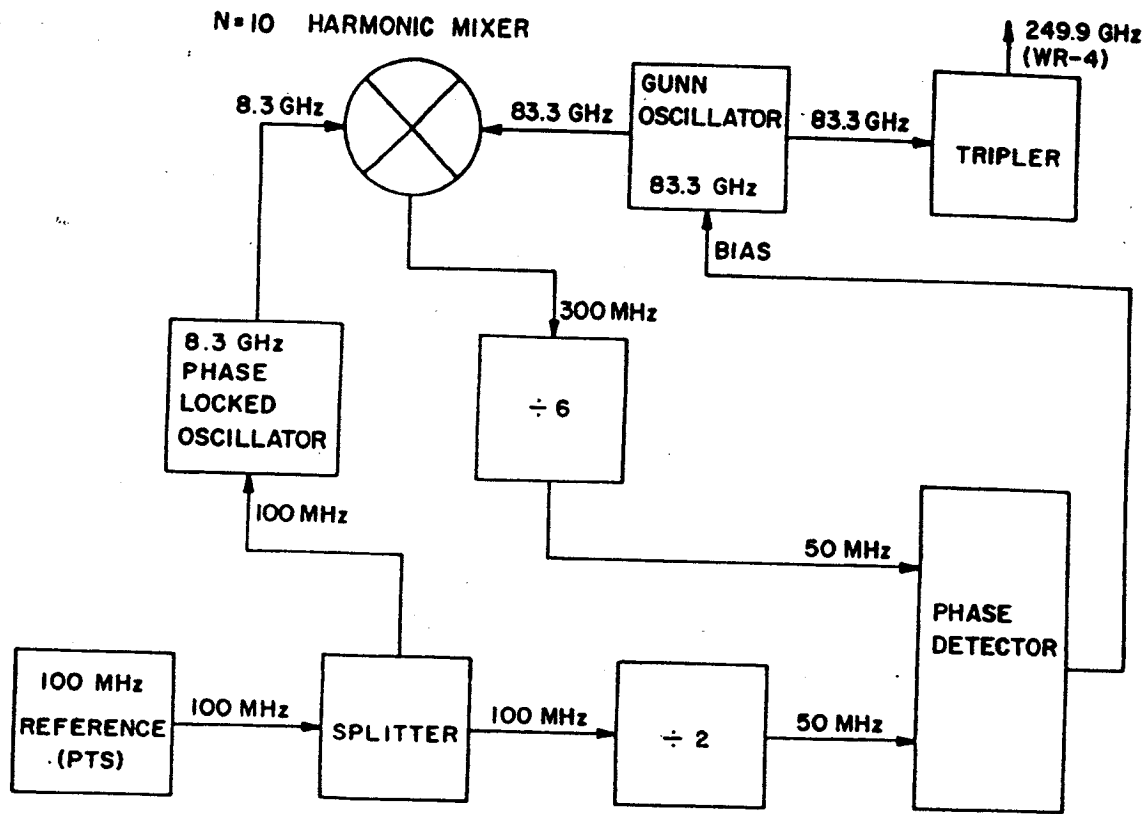 N=10 HARMONIC MIXER
249.9 GHz
(WR-4)
8.3 GHz
83.3 GHz
GUNN
OSCILLATOR
83.3 GHz
83.3 GHz
TRIPLER
BIAS
300 MHz
8.3 GHz
PHASE
LOCKED
OSCILLATOR
÷ 6
100 MHz
50 MHz
PHASE
DETECTOR
100 MHz
REFERENCE
(PTS)
100 MHz
SPLITTER
100 MHz
÷ 2
50 MHz